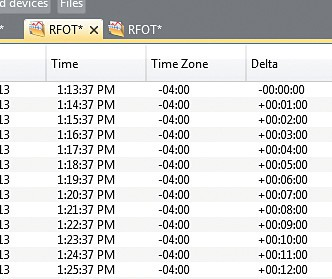 d devices Files
* RFOT* × RFOT*
Time Time Zone Delta
13 1:13:37 PM -04:00 -00:00:00
13 1:14:37 PM -04:00 +00:01:00
13 1:15:37 PM -04:00 +00:02:00
13 1:16:37 PM -04:00 +00:03:00
13 1:17:37 PM -04:00 +00:04:00
13 1:18:37 PM -04:00 +00:05:00
13 1:19:37 PM -04:00 +00:06:00
13 1:20:37 PM -04:00 +00:07:00
13 1:21:37 PM -04:00 +00:08:00
13 1:22:37 PM -04:00 +00:09:00
13 1:23:37 PM -04:00 +00:10:00
13 1:24:37 PM -04:00 +00:11:00
13 1:25:37 PM -04:00 +00:12:00